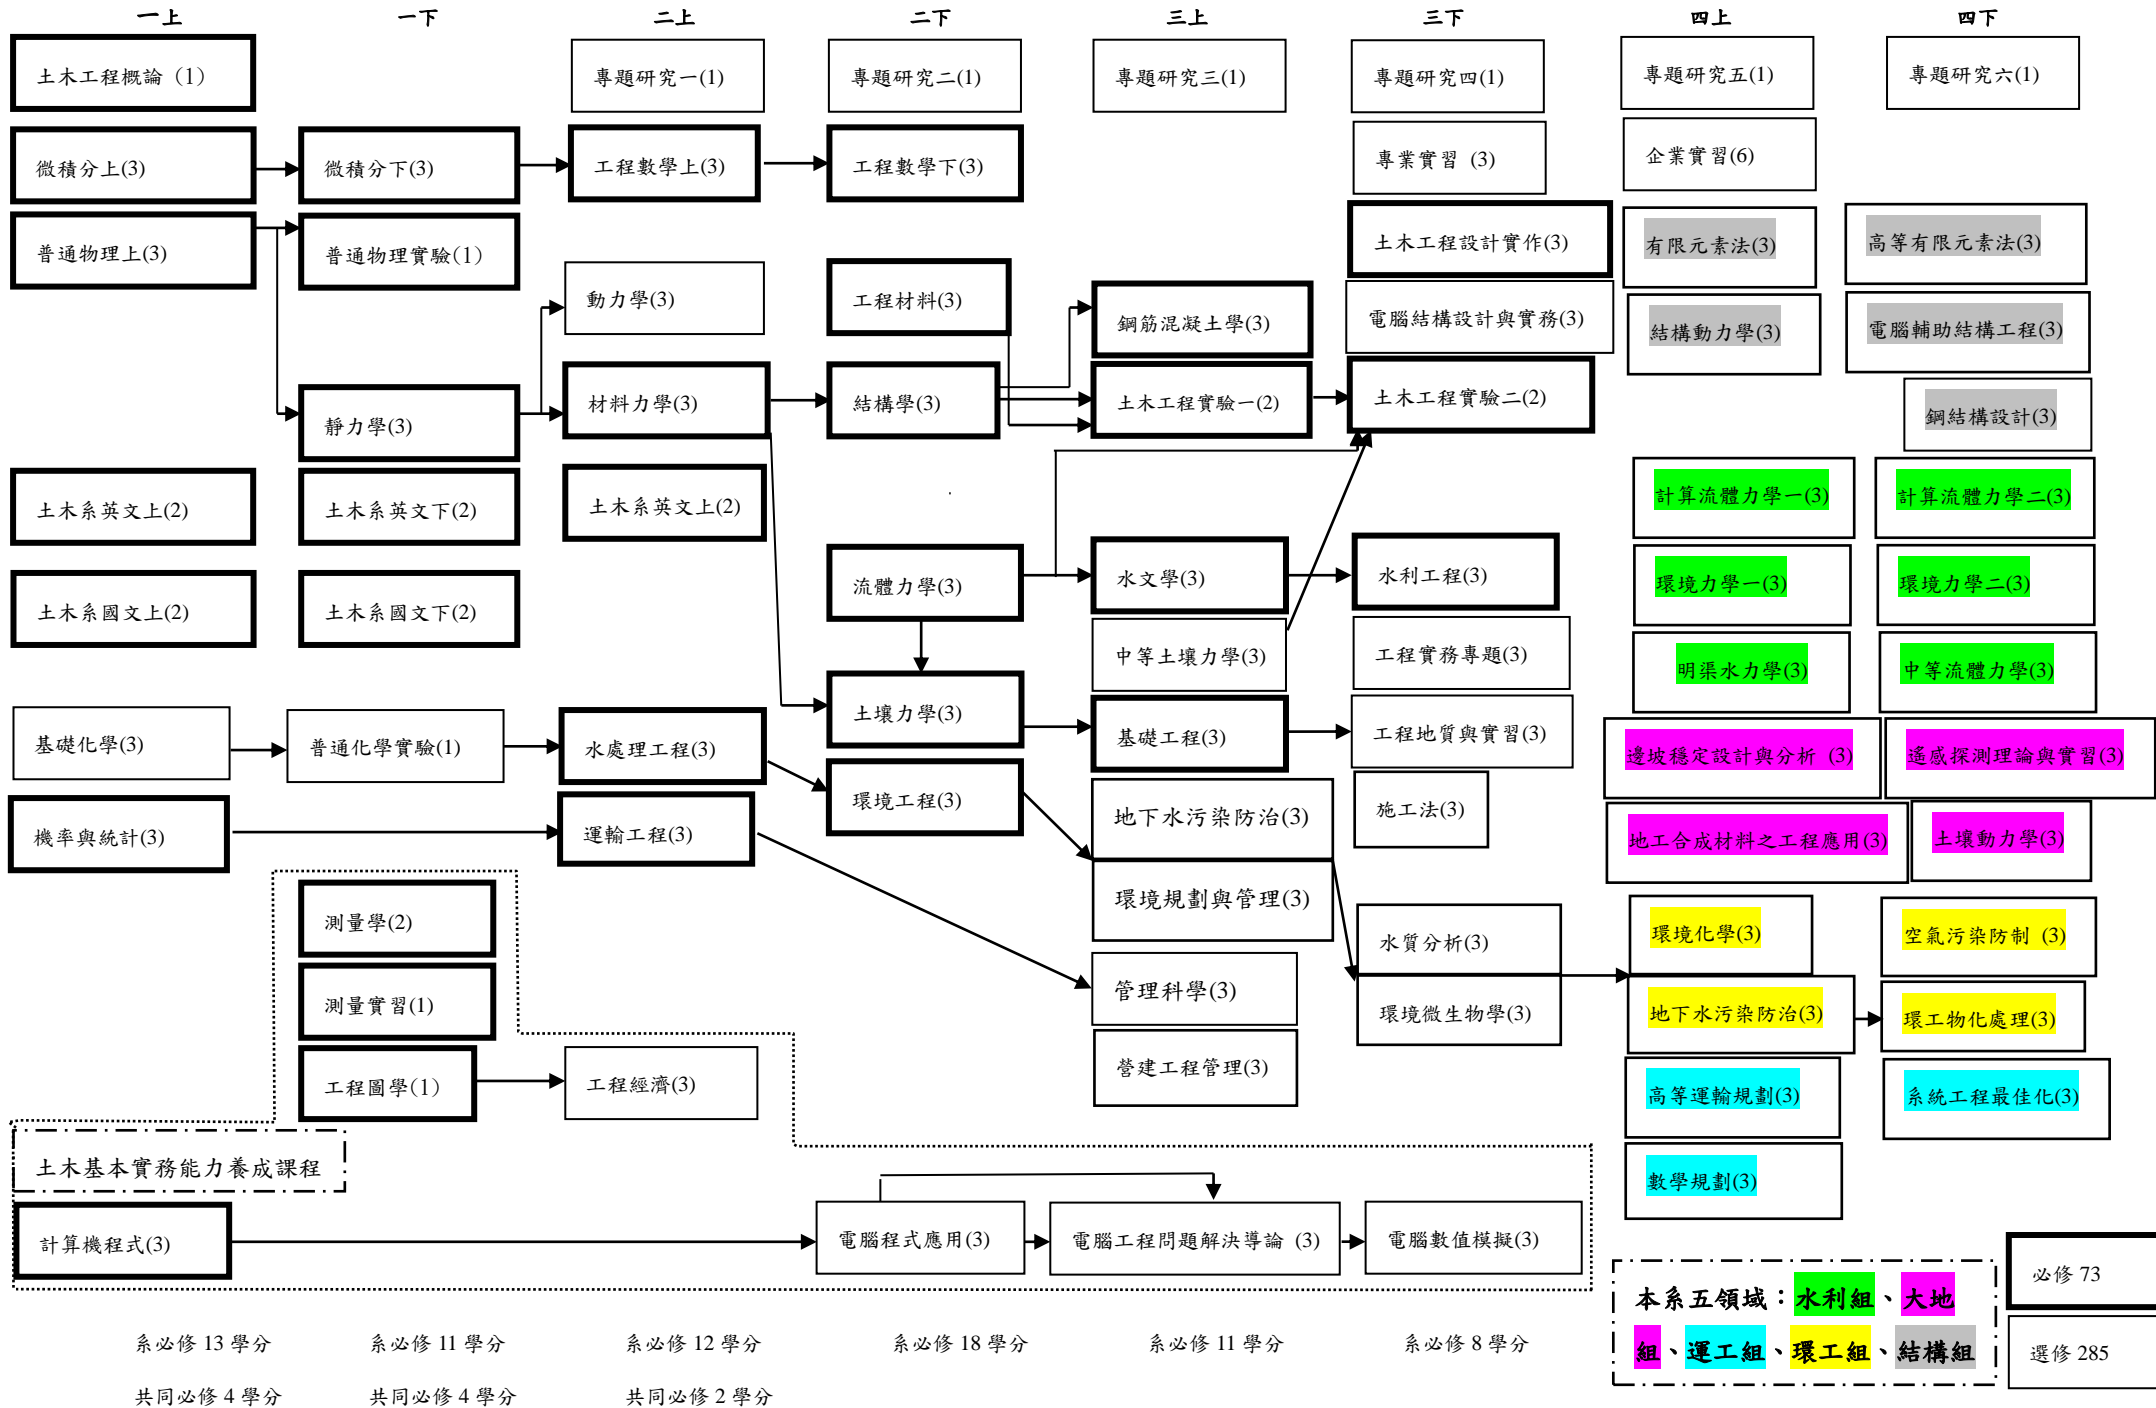 一上 一下 二上 二下 三上 三下 四上 四下
土木工程概論（1） 專題研究一(1) 專題研究二(1) 專題研究三(1) 專題研究四(1) 專題研究五(1) 專題研究六(1)
微積分上(3) 微積分下(3) 工程數學上(3) 工程數學下(3) 專業實習 (3) 企業實習(6)
普通物理上(3) 普通物理實驗(1) 土木工程設計實作(3) 有限元素法(3) 高等有限元素法(3)
動力學(3) 工程材料(3) 鋼筋混凝土學(3) 電腦結構設計與實務(3) 結構動力學(3) 電腦輔助結構工程(3)
靜力學(3) 材料力學(3) 結構學(3) 土木工程實驗一(2) 土木工程實驗二(2) 鋼結構設計(3)
土木系英文上(2) 土木系英文下(2) 土木系英文上(2) 計算流體力學一(3) 計算流體力學二(3)
土木系國文上(2) 土木系國文下(2) 流體力學(3) 水文學(3) 水利工程(3) 環境力學一(3) 環境力學二(3)
中等土壤力學(3) 工程實務專題(3) 明渠水力學(3) 中等流體力學(3)
基礎化學(3) 普通化學實驗(1) 水處理工程(3) 土壤力學(3) 基礎工程(3) 工程地質與實習(3) 邊坡穩定設計與分析 (3) 遙感探測理論與實習(3)
機率與統計(3) 運輸工程(3) 環境工程(3) 地下水污染防治(3) 施工法(3) 地工合成材料之工程應用(3) 土壤動力學(3)
測量學(2) 環境規劃與管理(3) 水質分析(3) 環境化學(3) 空氣污染防制 (3)
測量實習(1) 管理科學(3) 環境微生物學(3) 地下水污染防治(3) 環工物化處理(3)
工程圖學(1) 工程經濟(3) 營建工程管理(3) 高等運輸規劃(3) 系統工程最佳化(3)
土木基本實務能力養成課程 數學規劃(3)
計算機程式(3) 電腦程式應用(3) 電腦工程問題解決導論 (3) 電腦數值模擬(3)
本系五領域：水利組、大地
組、運工組、環工組、結構組
必修 73
選修 285
系必修 13 學分 系必修 11 學分 系必修 12 學分 系必修 18 學分 系必修 11 學分 系必修 8 學分
共同必修 4 學分 共同必修 4 學分 共同必修 2 學分